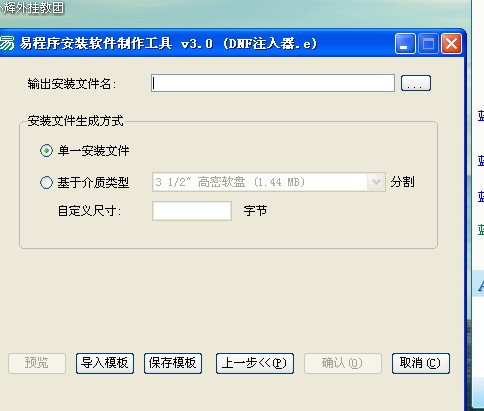 辉外挂教团
易程序安装软件制作工具 v3.0 (DNF注入器.e)
输出安装文件名:
...
安装文件生成方式
单一安装文件
基于介质类型 3 1/2" 高密软盘 (1.44 MB) 分割
自定义尺寸: 字节
预览 导入模板 保存模板 上一步<<(P) 确认(O) 取消(C)